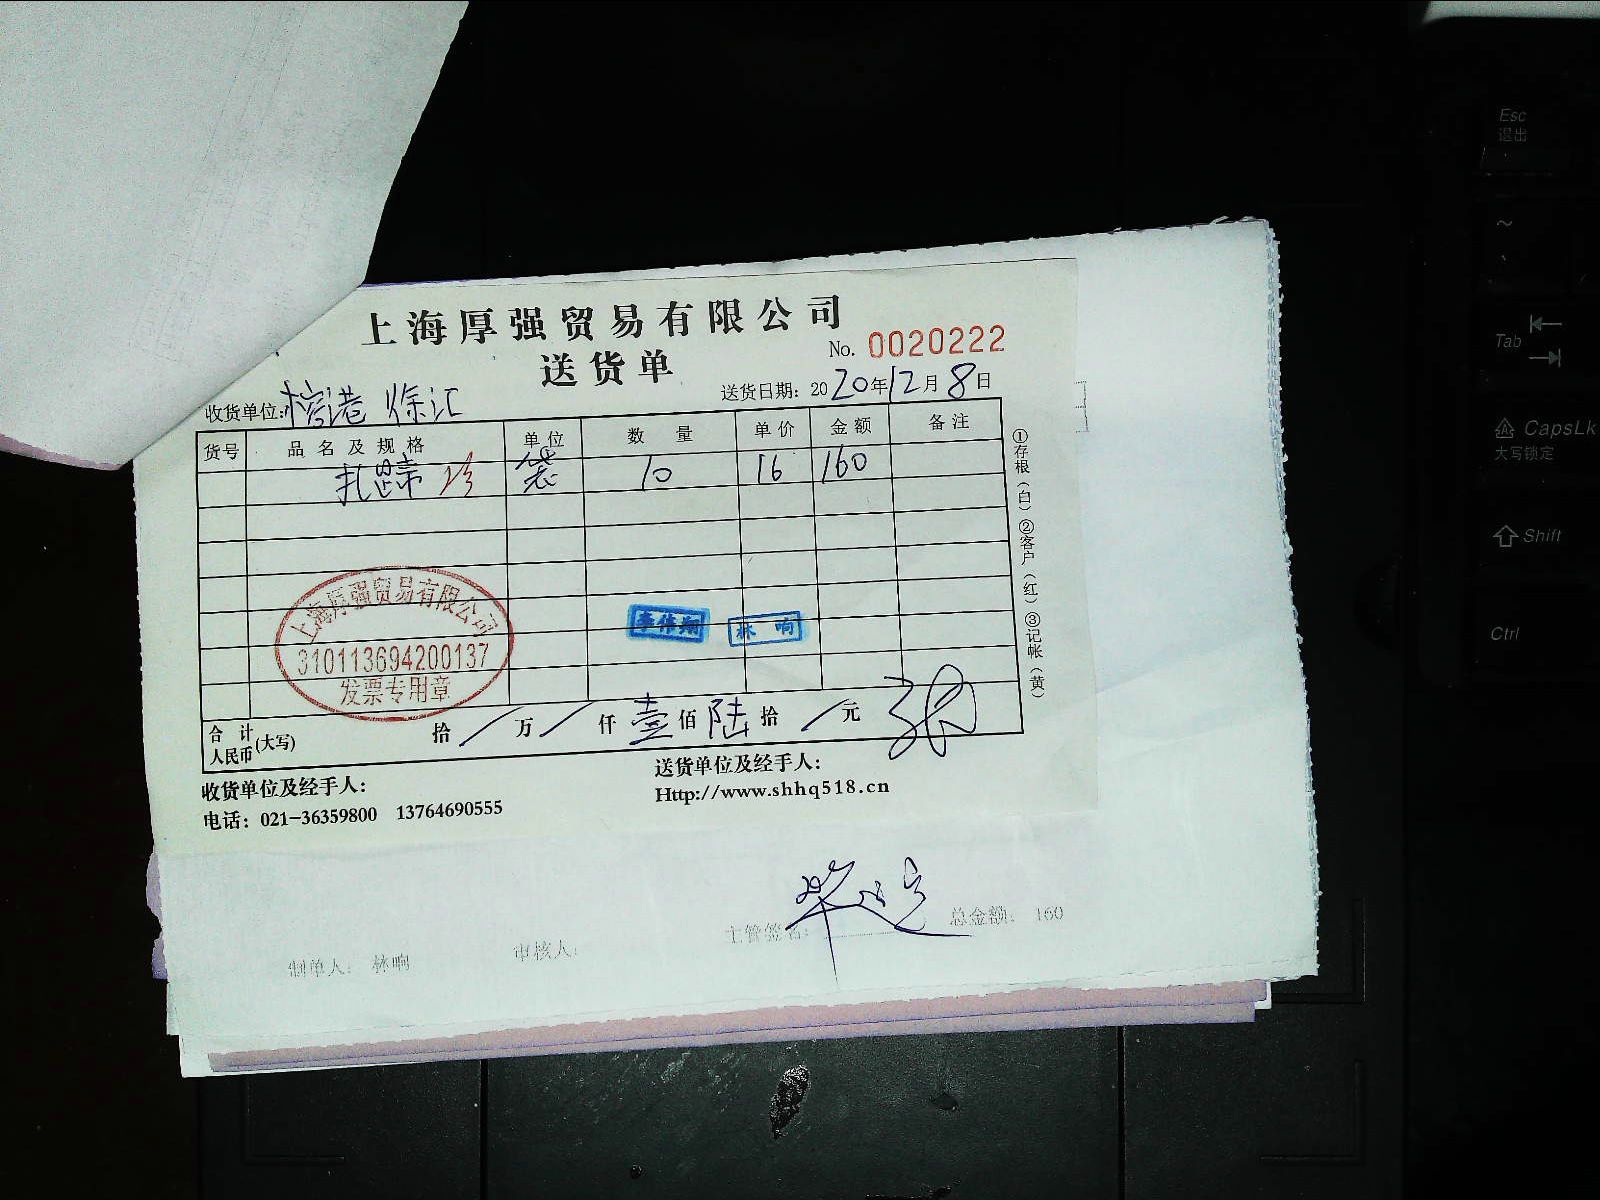 上海厚强贸易有限公司
送货单
No. 0020222
收货单位: 港 徐汇
送货日期: 2020年12月8日
货号 品名及规格 单位 数量 单价 金额 备注
扎蹄 袋 10 16 160
①存根(白)②客户(红)③记帐(黄)
上海厚强贸易有限公司
310113694200137
发票专用章
李伟翔 林响
合计人民币(大写) 拾/万/仟壹佰陆拾/元
收货单位及经手人:
送货单位及经手人:
电话: 021-36359800 13764690555
Http://www.shhq518.cn
制单人: 林响 审核人: 主管签名: 总金额: 160
Esc
退出
~
Tab
CapsLk
大写锁定
Shift
Ctrl